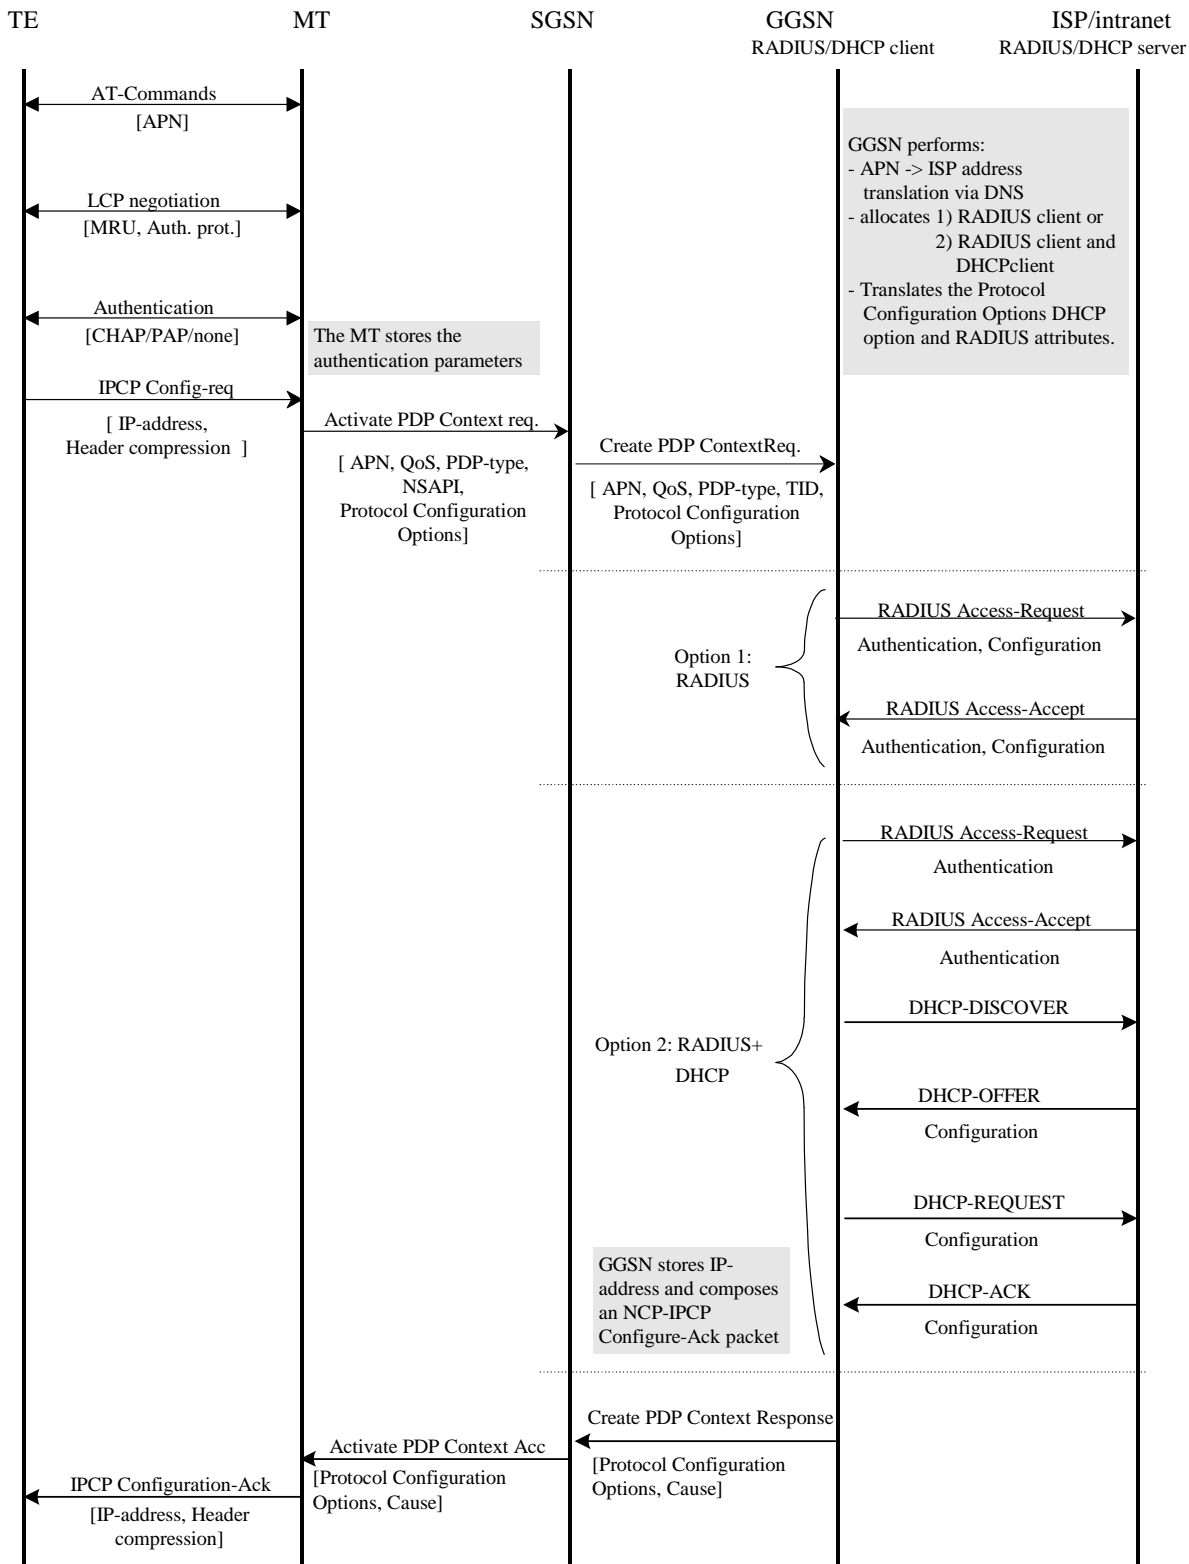 TE
MT
SGSN
GGSN
RADIUS/DHCP client
ISP/intranet
RADIUS/DHCP server
AT-Commands
[APN]
LCP negotiation
[MRU, Auth. prot.]
Authentication
[CHAP/PAP/none]
The MT stores the
authentication parameters
GGSN performs:
- APN -> ISP address
translation via DNS
- allocates 1) RADIUS client or
2) RADIUS client and
DHCPclient
- Translates the Protocol
Configuration Options DHCP
option and RADIUS attributes.
IPCP Config-req
[ IP-address,
Header compression ]
Activate PDP Context req.
[ APN, QoS, PDP-type,
NSAPI,
Protocol Configuration
Options]
Create PDP ContextReq.
[ APN, QoS, PDP-type, TID,
Protocol Configuration
Options]
Option 1:
RADIUS
RADIUS Access-Request
Authentication, Configuration
RADIUS Access-Accept
Authentication, Configuration
Option 2: RADIUS+
DHCP
RADIUS Access-Request
Authentication
RADIUS Access-Accept
Authentication
DHCP-DISCOVER
DHCP-OFFER
Configuration
DHCP-REQUEST
Configuration
DHCP-ACK
Configuration
GGSN stores IP-
address and composes
an NCP-IPCP
Configure-Ack packet
Create PDP Context Response
[Protocol Configuration
Options, Cause]
Activate PDP Context Acc
[Protocol Configuration
Options, Cause]
IPCP Configuration-Ack
[IP-address, Header
compression]